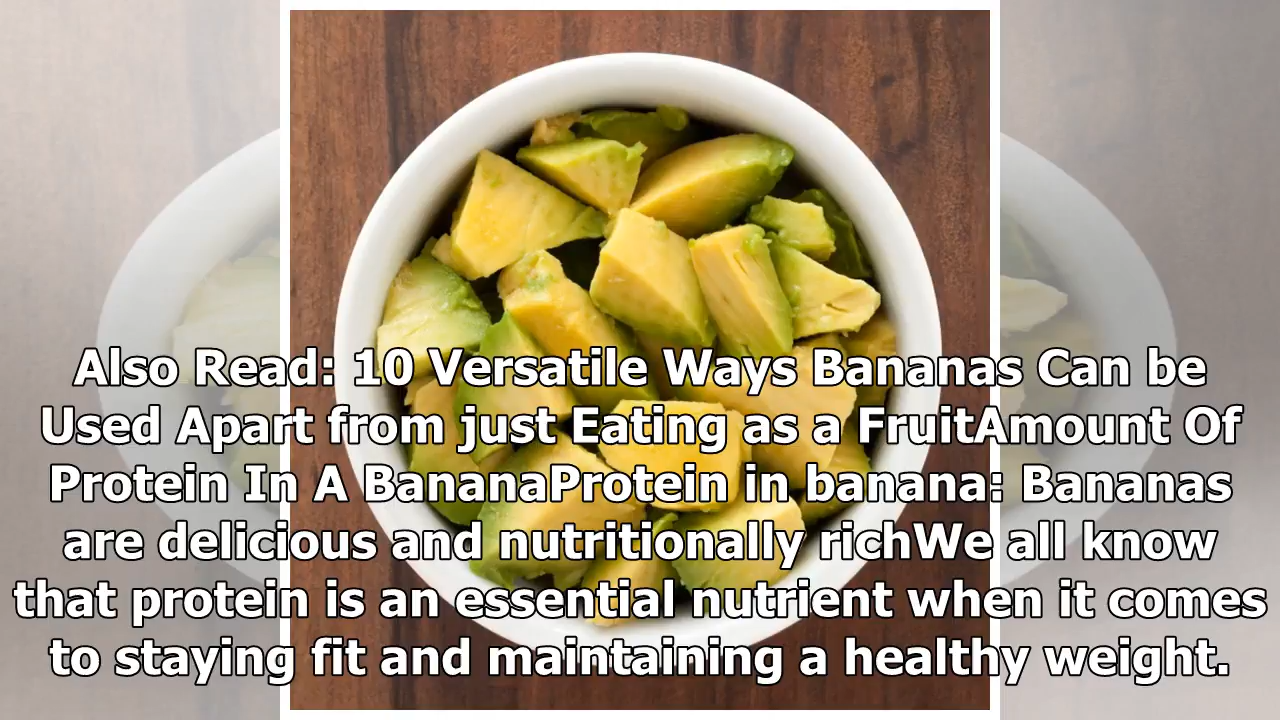 Also Read: 10 Versatile Ways Bananas Can be
Used Apart from just Eating as a FruitAmount Of
Protein In A BananaProtein in banana: Bananas
are delicious and nutritionally richWe all know
that protein is an essential nutrient when it comes
to staying fit and maintaining a healthy weight.